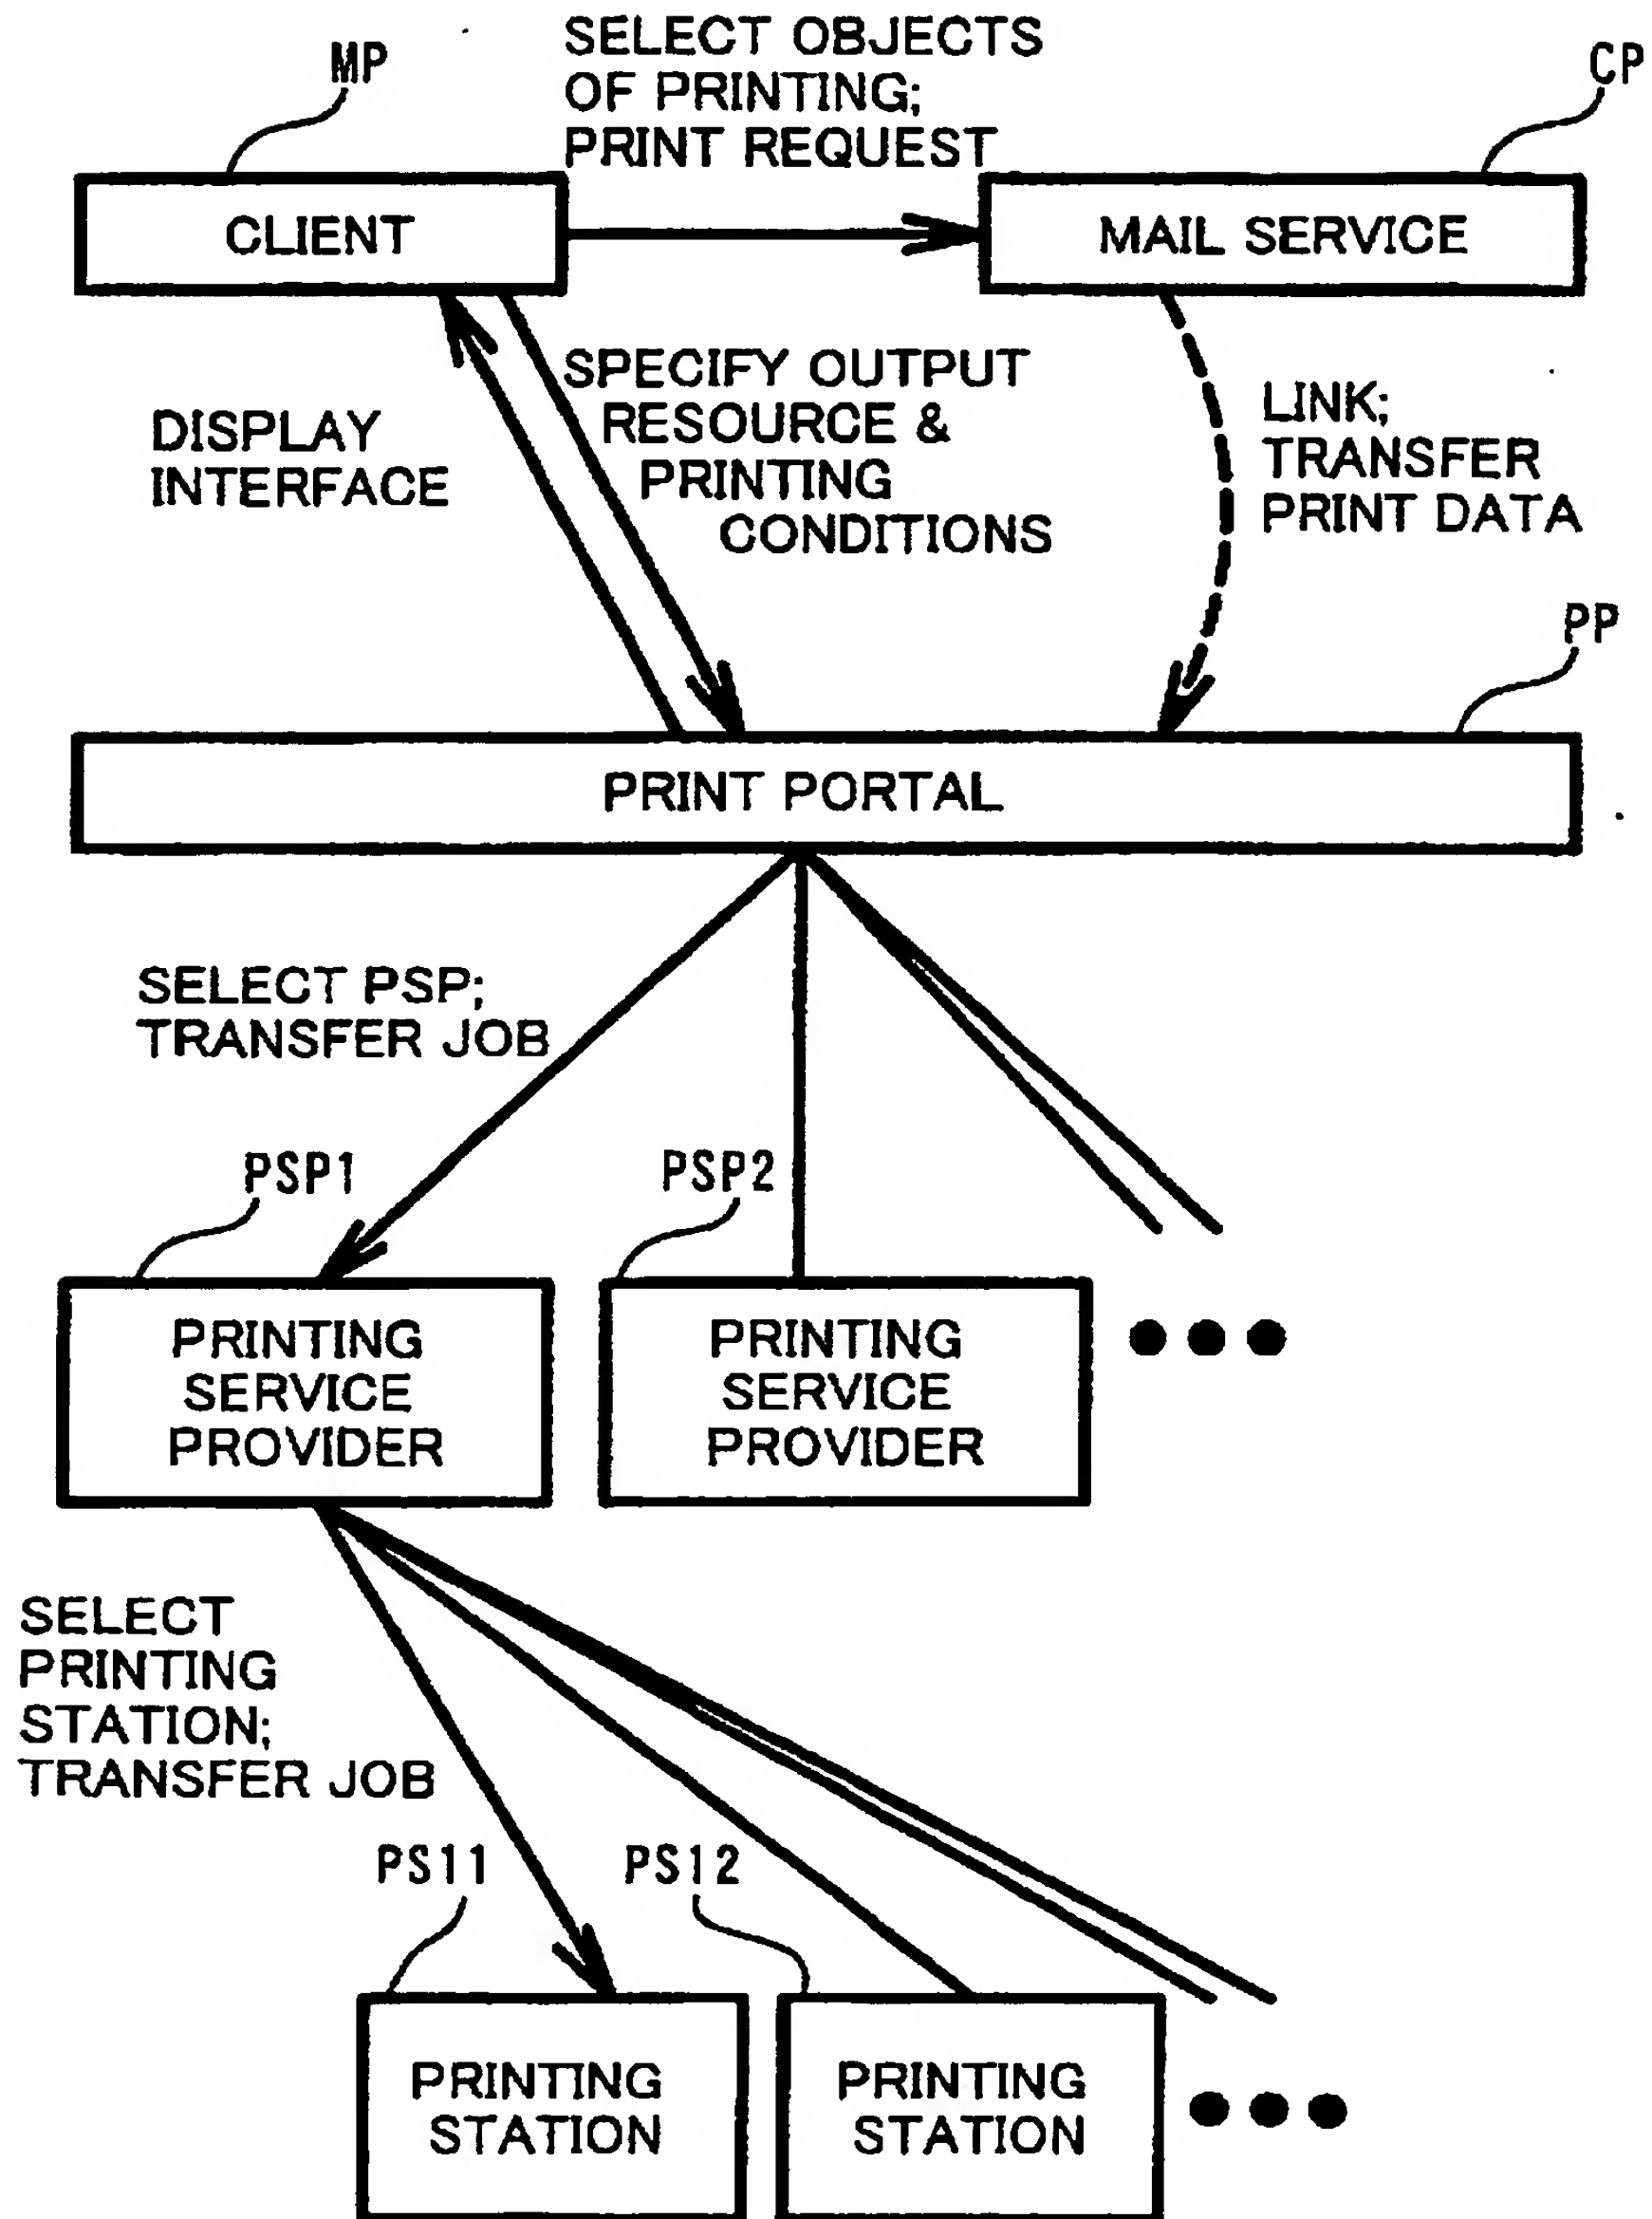 MP
SELECT OBJECTS
OF PRINTING;
PRINT REQUEST
CP
CLIENT
MAIL SERVICE
DISPLAY
INTERFACE
SPECIFY OUTPUT
RESOURCE &
PRINTING
CONDITIONS
LINK;
TRANSFER
PRINT DATA
PP
PRINT PORTAL
SELECT PSP;
TRANSFER JOB
PSP1
PSP2
PRINTING
SERVICE
PROVIDER
PRINTING
SERVICE
PROVIDER
SELECT
PRINTING
STATION;
TRANSFER JOB
PS11
PS12
PRINTING
STATION
PRINTING
STATION